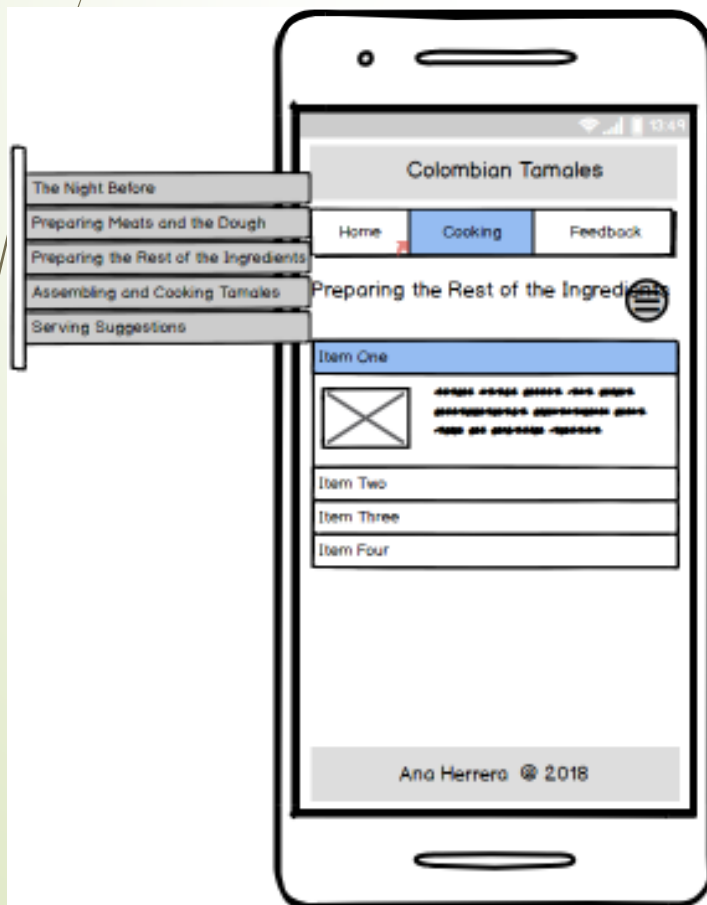 13:49
Colombian Tamales
The Night Before
Preparing Meats and the Dough
Preparing the Rest of the Ingredients
Assembling and Cooking Tamales
Serving Suggestions
Home
Cooking
Feedback
Preparing the Rest of the Ingredients
Item One
Item Two
Item Three
Item Four
Ana Herrera @ 2018